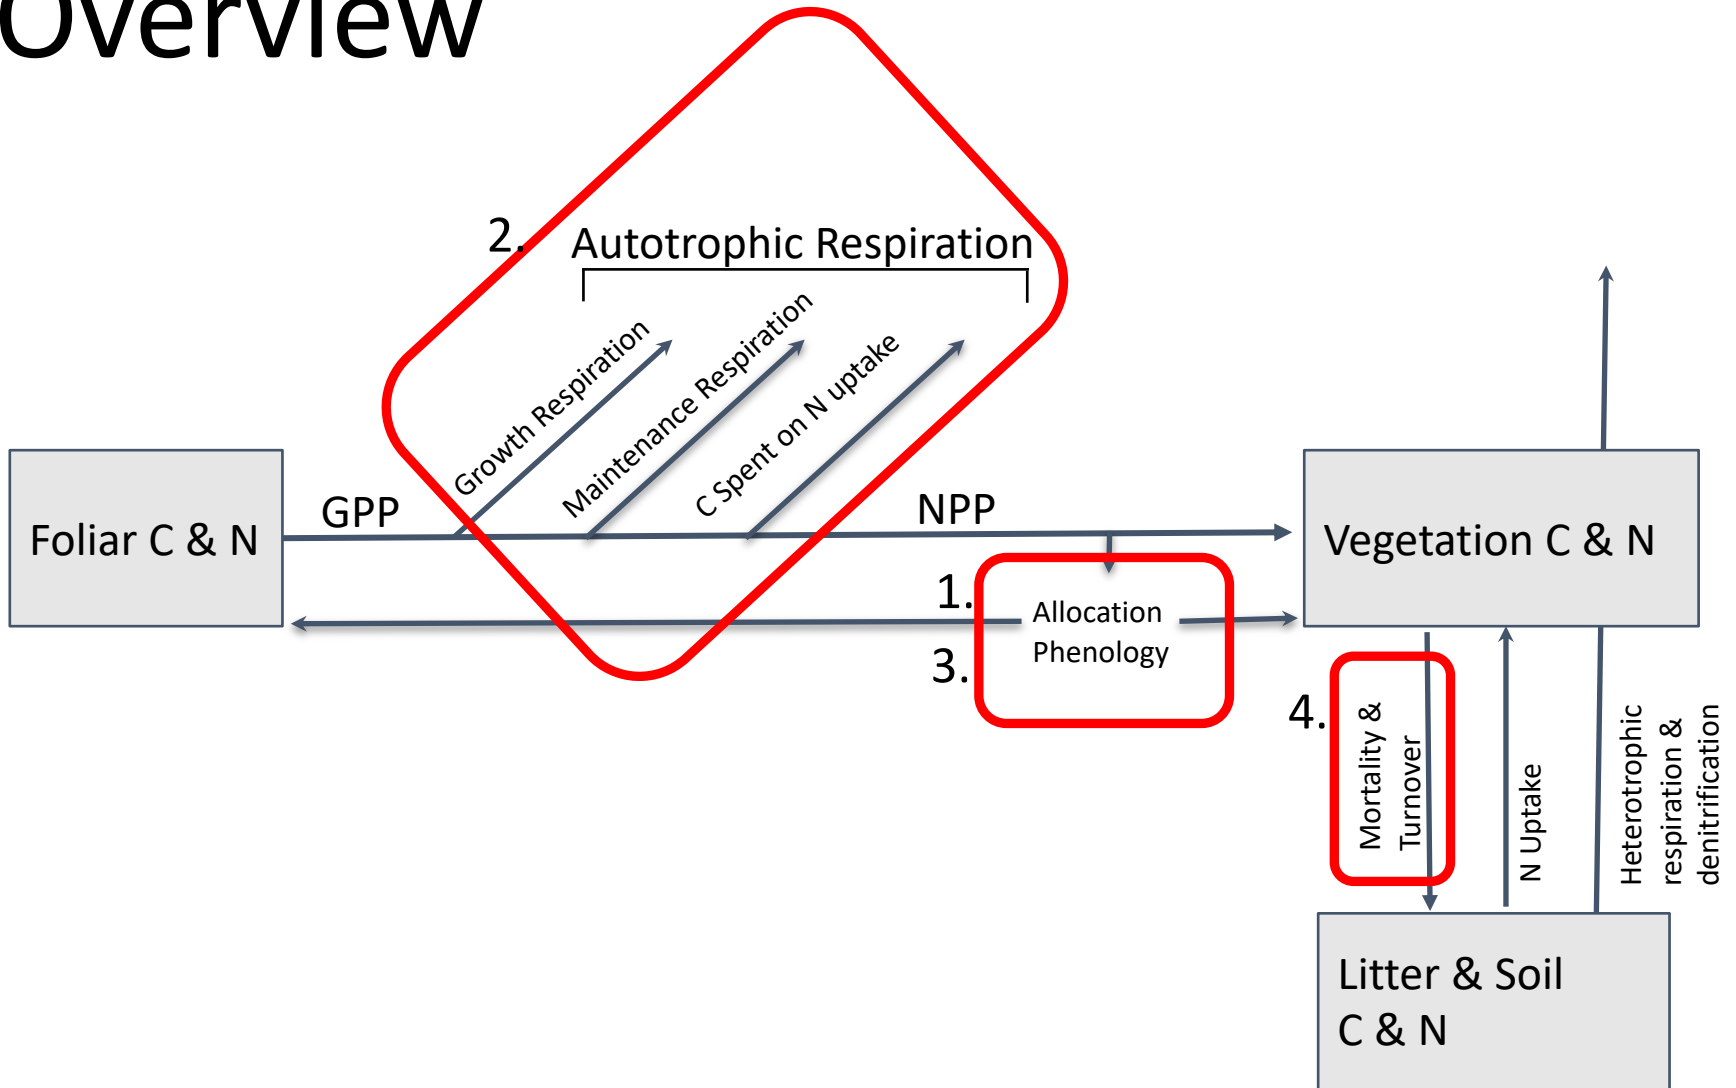 Overview
2.
Autotrophic Respiration
Growth Respiration
Maintenance Respiration
C Spent on N uptake
Foliar C & N
GPP
NPP
Vegetation C & N
1.
Allocation
3.
Phenology
4.
Mortality &
Turnover
N Uptake
Heterotrophic
respiration &
denitrification
Litter & Soil
C & N